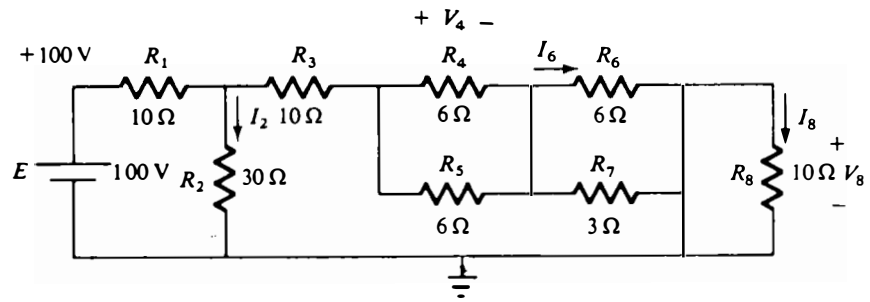 + V₄ −
+100 V R₁ R₃ R₄ I₆ R₆
10 Ω I₂ 10 Ω 6 Ω 6 Ω I₈
E 100 V R₂ 30 Ω R₅ R₇ R₈ 10 Ω + V₈ −
6 Ω 3 Ω